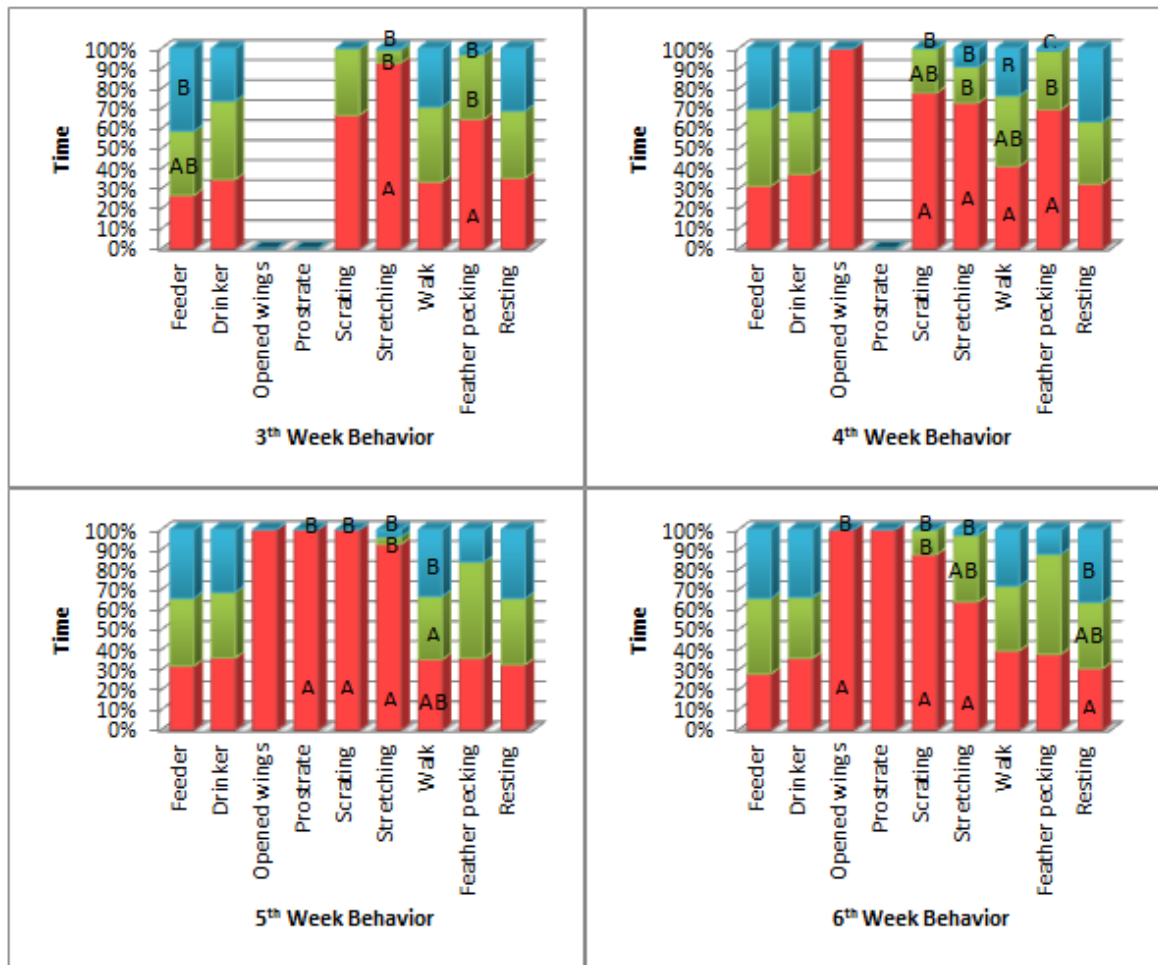 B
B
100%
90%
80%
70%
60%
50%
40%
30%
20%
10%
0%
Time
B
AB
B
B
A
A
Feeder
Drinker
Opened wings
Prostrate
Scrating
Stretching
Walk
Feather pecking
Resting
3th Week Behavior
100%
90%
80%
70%
60%
50%
40%
30%
20%
10%
0%
Time
B
AB
A
B
B
A
B
AB
A
C
B
A
Feeder
Drinker
Opened wings
Prostrate
Scrating
Stretching
Walk
Feather pecking
Resting
4th Week Behavior
100%
90%
80%
70%
60%
50%
40%
30%
20%
10%
0%
Time
B
A
B
A
B
B
A
B
A
AB
Feeder
Drinker
Opened wings
Prostrate
Scrating
Stretching
Walk
Feather pecking
Resting
5th Week Behavior
100%
90%
80%
70%
60%
50%
40%
30%
20%
10%
0%
Time
B
A
B
B
A
B
AB
A
B
AB
A
Feeder
Drinker
Opened wings
Prostrate
Scrating
Stretching
Walk
Feather pecking
Resting
6th Week Behavior